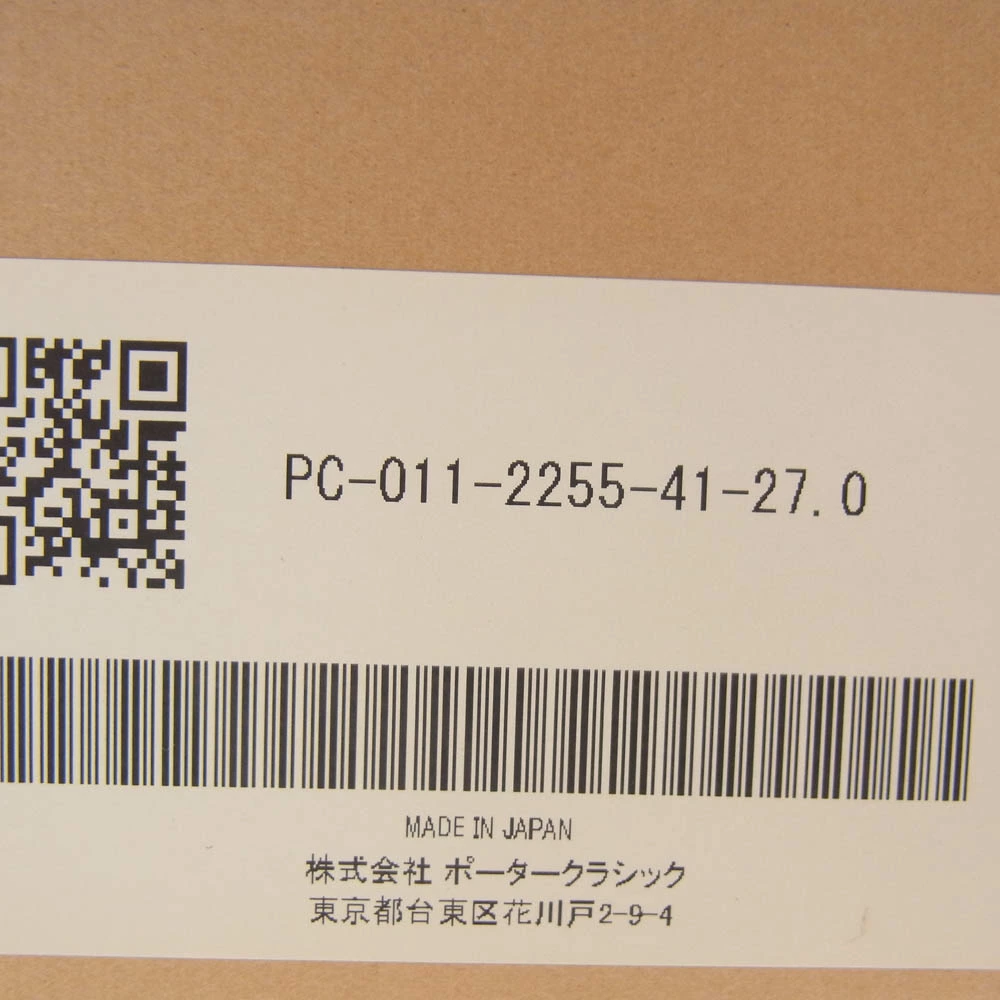 PC-011-2255-41-27.0
MADE IN JAPAN
株式会社 ポータークラシック
東京都台東区花川戸2-9-4